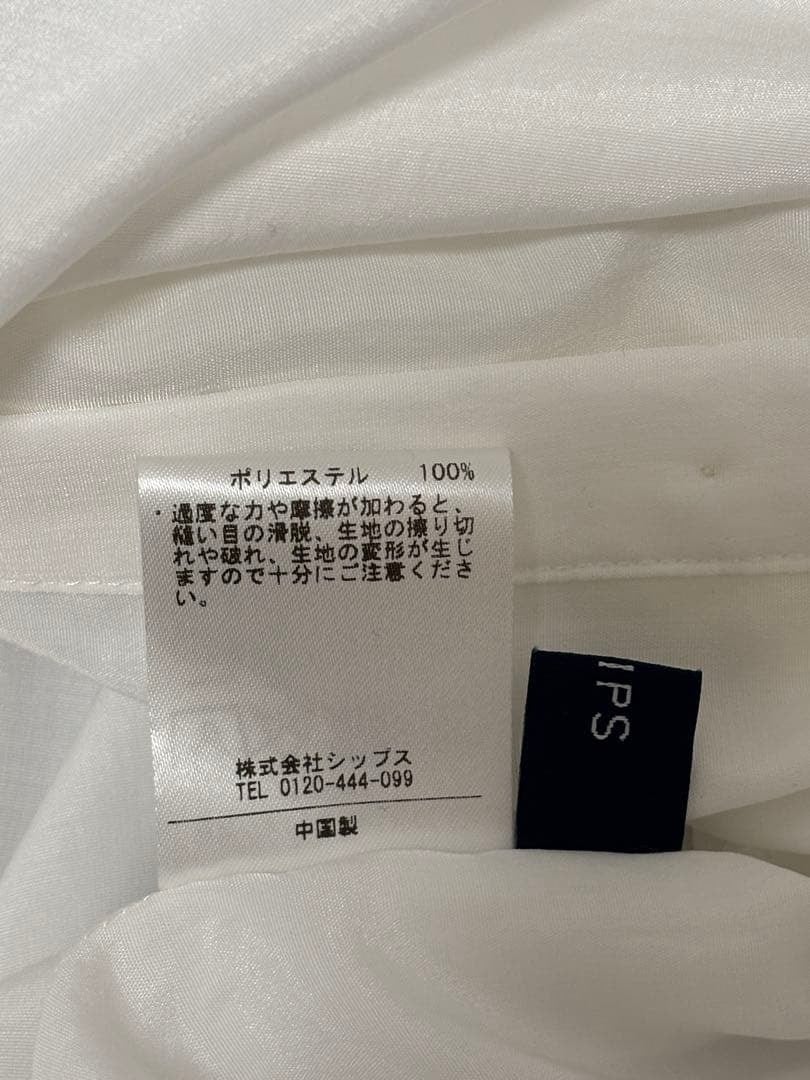 ポリエステル 100%
・過度な力や摩擦が加わると、
縫い目の滑脱、生地の擦り切
れや破れ、生地の変形が生じ
ますので十分にご注意くださ
い。
株式会社シップス
TEL 0120-444-099
中国製
IPS